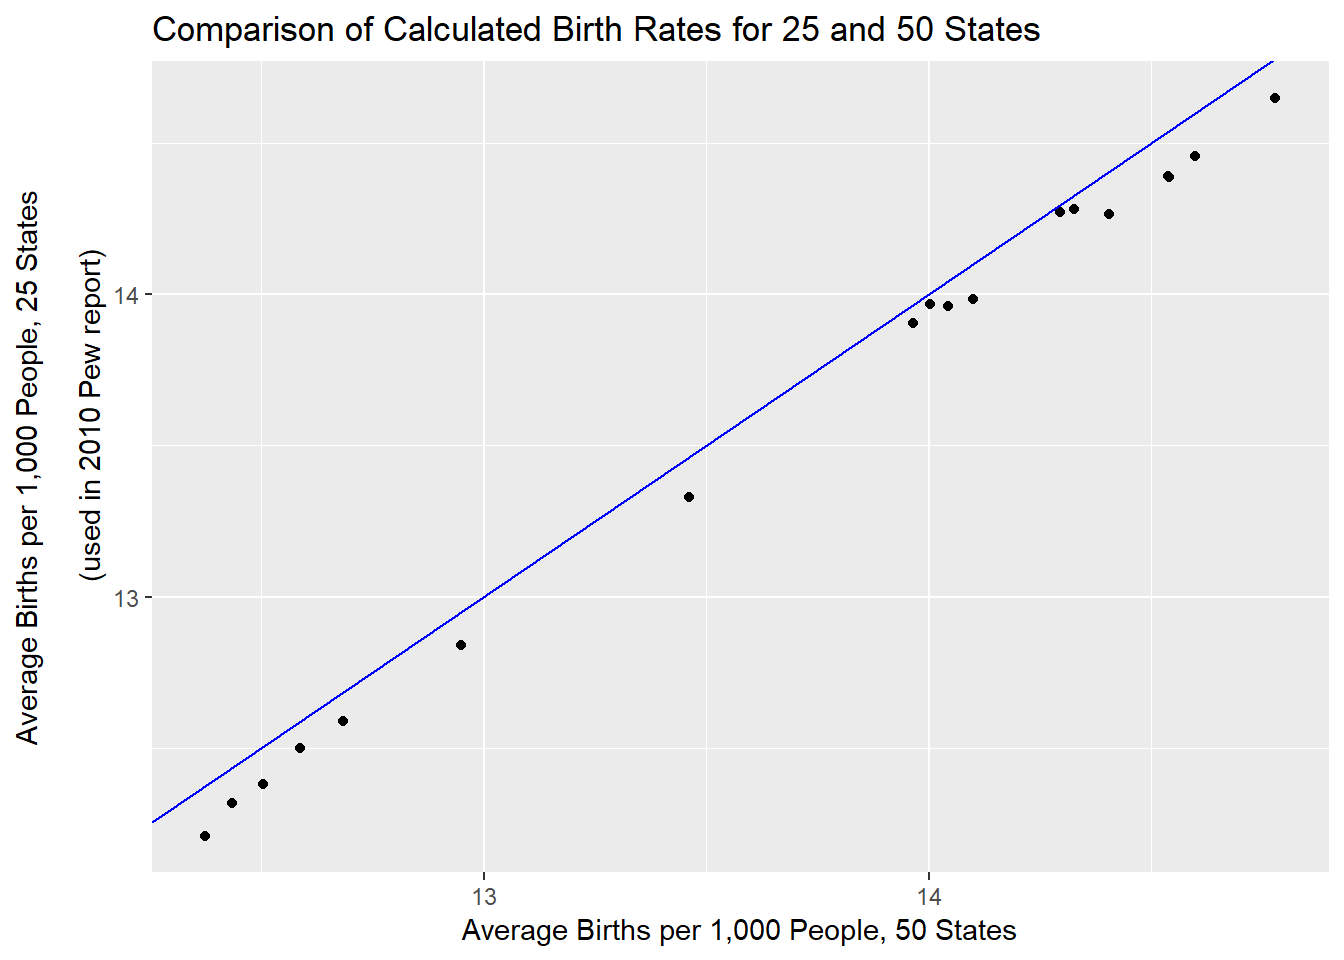 Comparison of Calculated Birth Rates for 25 and 50 States
Average Births per 1,000 People, 25 States
(used in 2010 Pew report)
14
13
13
14
Average Births per 1,000 People, 50 States